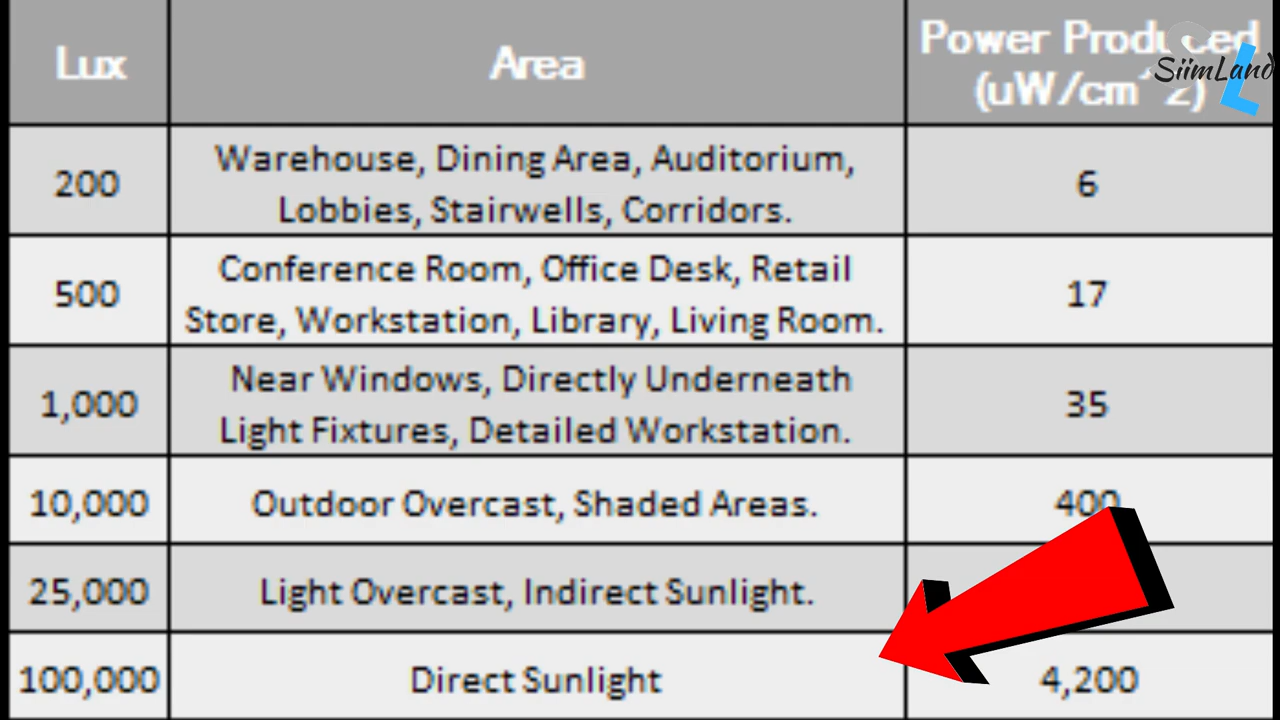 Lux
Area
Power Produced
(uW/cm^2)
SiimLand
200
Warehouse, Dining Area, Auditorium,
Lobbies, Stairwells, Corridors.
6
500
Conference Room, Office Desk, Retail
Store, Workstation, Library, Living Room.
17
1,000
Near Windows, Directly Underneath
Light Fixtures, Detailed Workstation.
35
10,000
Outdoor Overcast, Shaded Areas.
400
25,000
Light Overcast, Indirect Sunlight.
100,000
Direct Sunlight
4,200